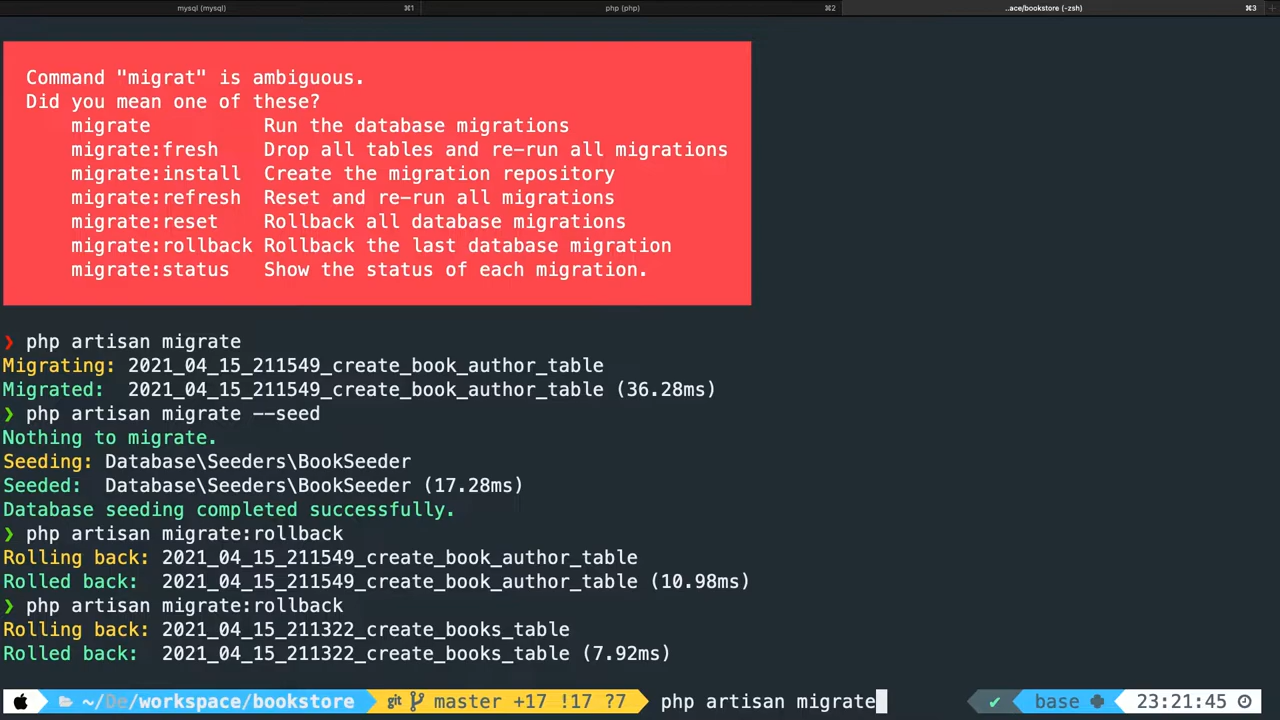 mysql (mysql) ⌘1 php (php) ⌘2 ..ace/bookstore (-zsh) ⌘3
Command "migrat" is ambiguous.
Did you mean one of these?
migrate Run the database migrations
migrate:fresh Drop all tables and re-run all migrations
migrate:install Create the migration repository
migrate:refresh Reset and re-run all migrations
migrate:reset Rollback all database migrations
migrate:rollback Rollback the last database migration
migrate:status Show the status of each migration.
❯ php artisan migrate
Migrating: 2021_04_15_211549_create_book_author_table
Migrated: 2021_04_15_211549_create_book_author_table (36.28ms)
❯ php artisan migrate --seed
Nothing to migrate.
Seeding: Database\Seeders\BookSeeder
Seeded: Database\Seeders\BookSeeder (17.28ms)
Database seeding completed successfully.
❯ php artisan migrate:rollback
Rolling back: 2021_04_15_211549_create_book_author_table
Rolled back: 2021_04_15_211549_create_book_author_table (10.98ms)
❯ php artisan migrate:rollback
Rolling back: 2021_04_15_211322_create_books_table
Rolled back: 2021_04_15_211322_create_books_table (7.92ms)
~/De/workspace/bookstore git master +17 !17 ?7 php artisan migrate ✔ base 23:21:45